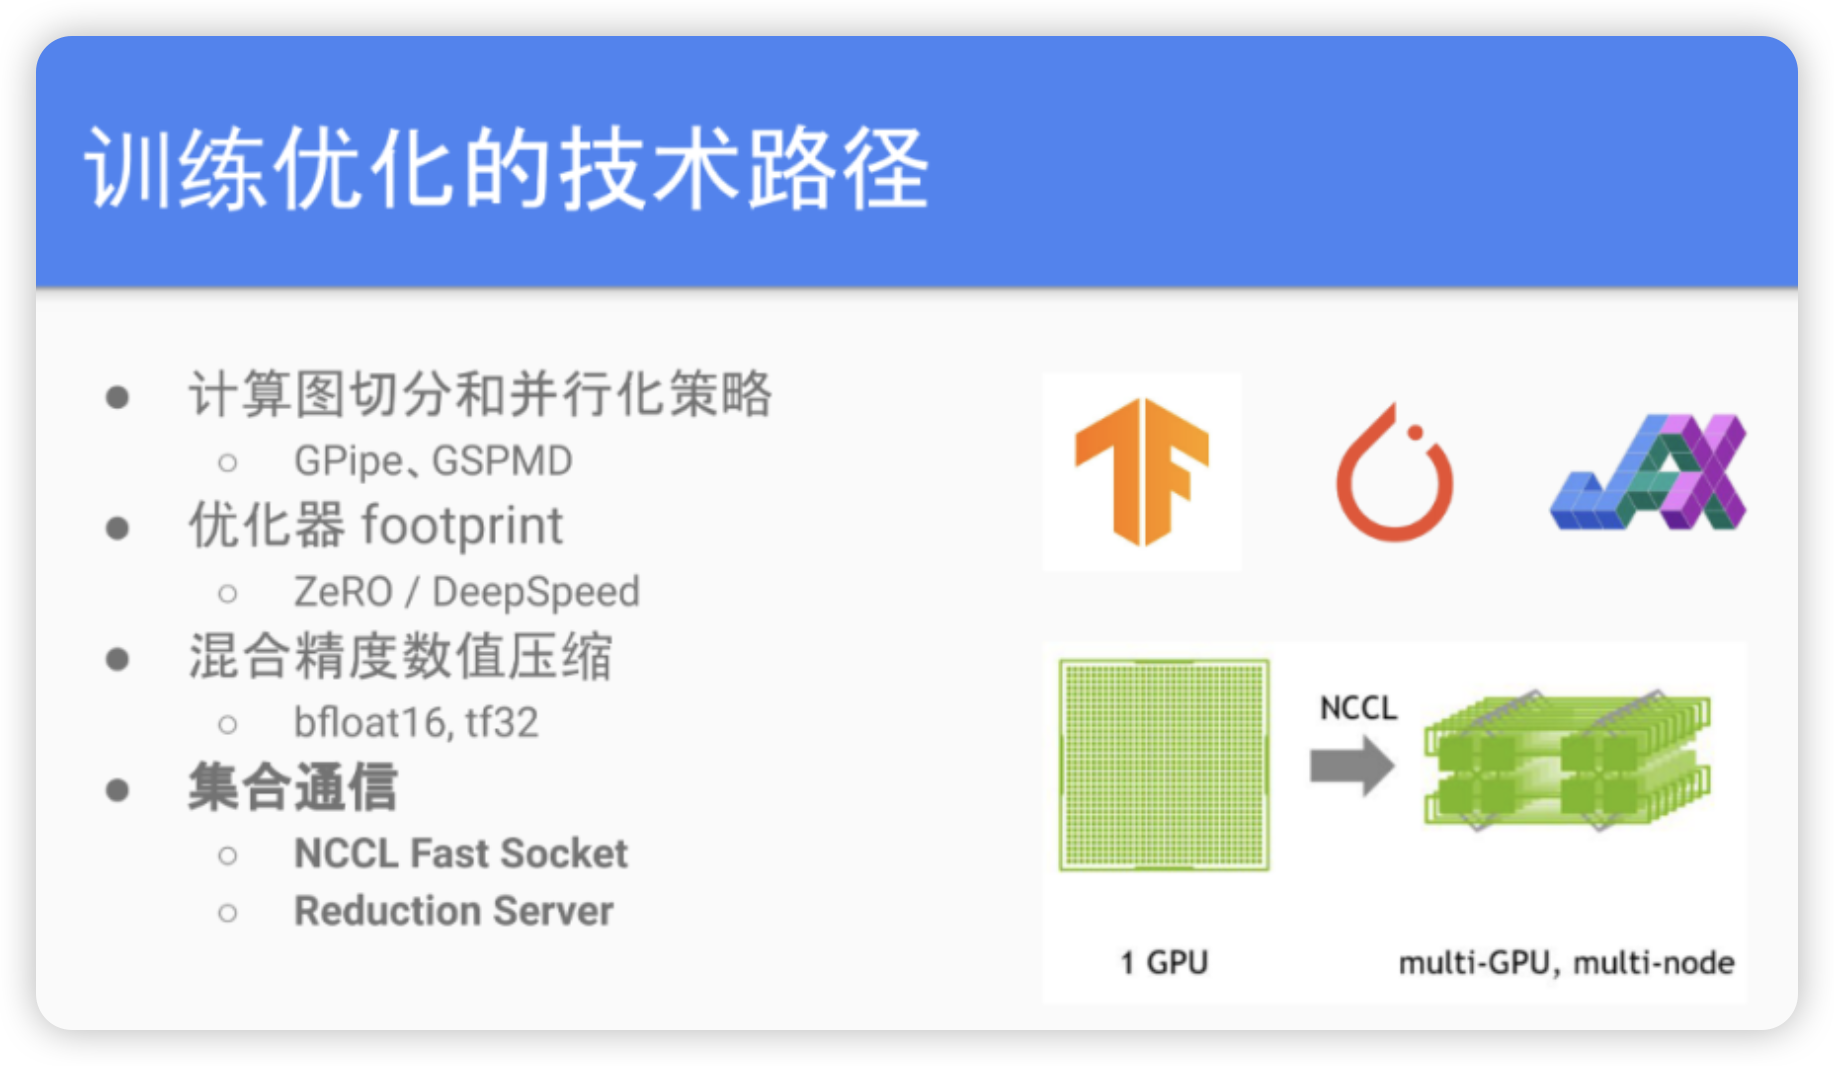 训练优化的技术路径
● 计算图切分和并行化策略
○ GPipe、GSPMD
● 优化器 footprint
○ ZeRO / DeepSpeed
● 混合精度数值压缩
○ bfloat16, tf32
● 集合通信
○ NCCL Fast Socket
○ Reduction Server
JAX
NCCL
1 GPU
multi-GPU, multi-node